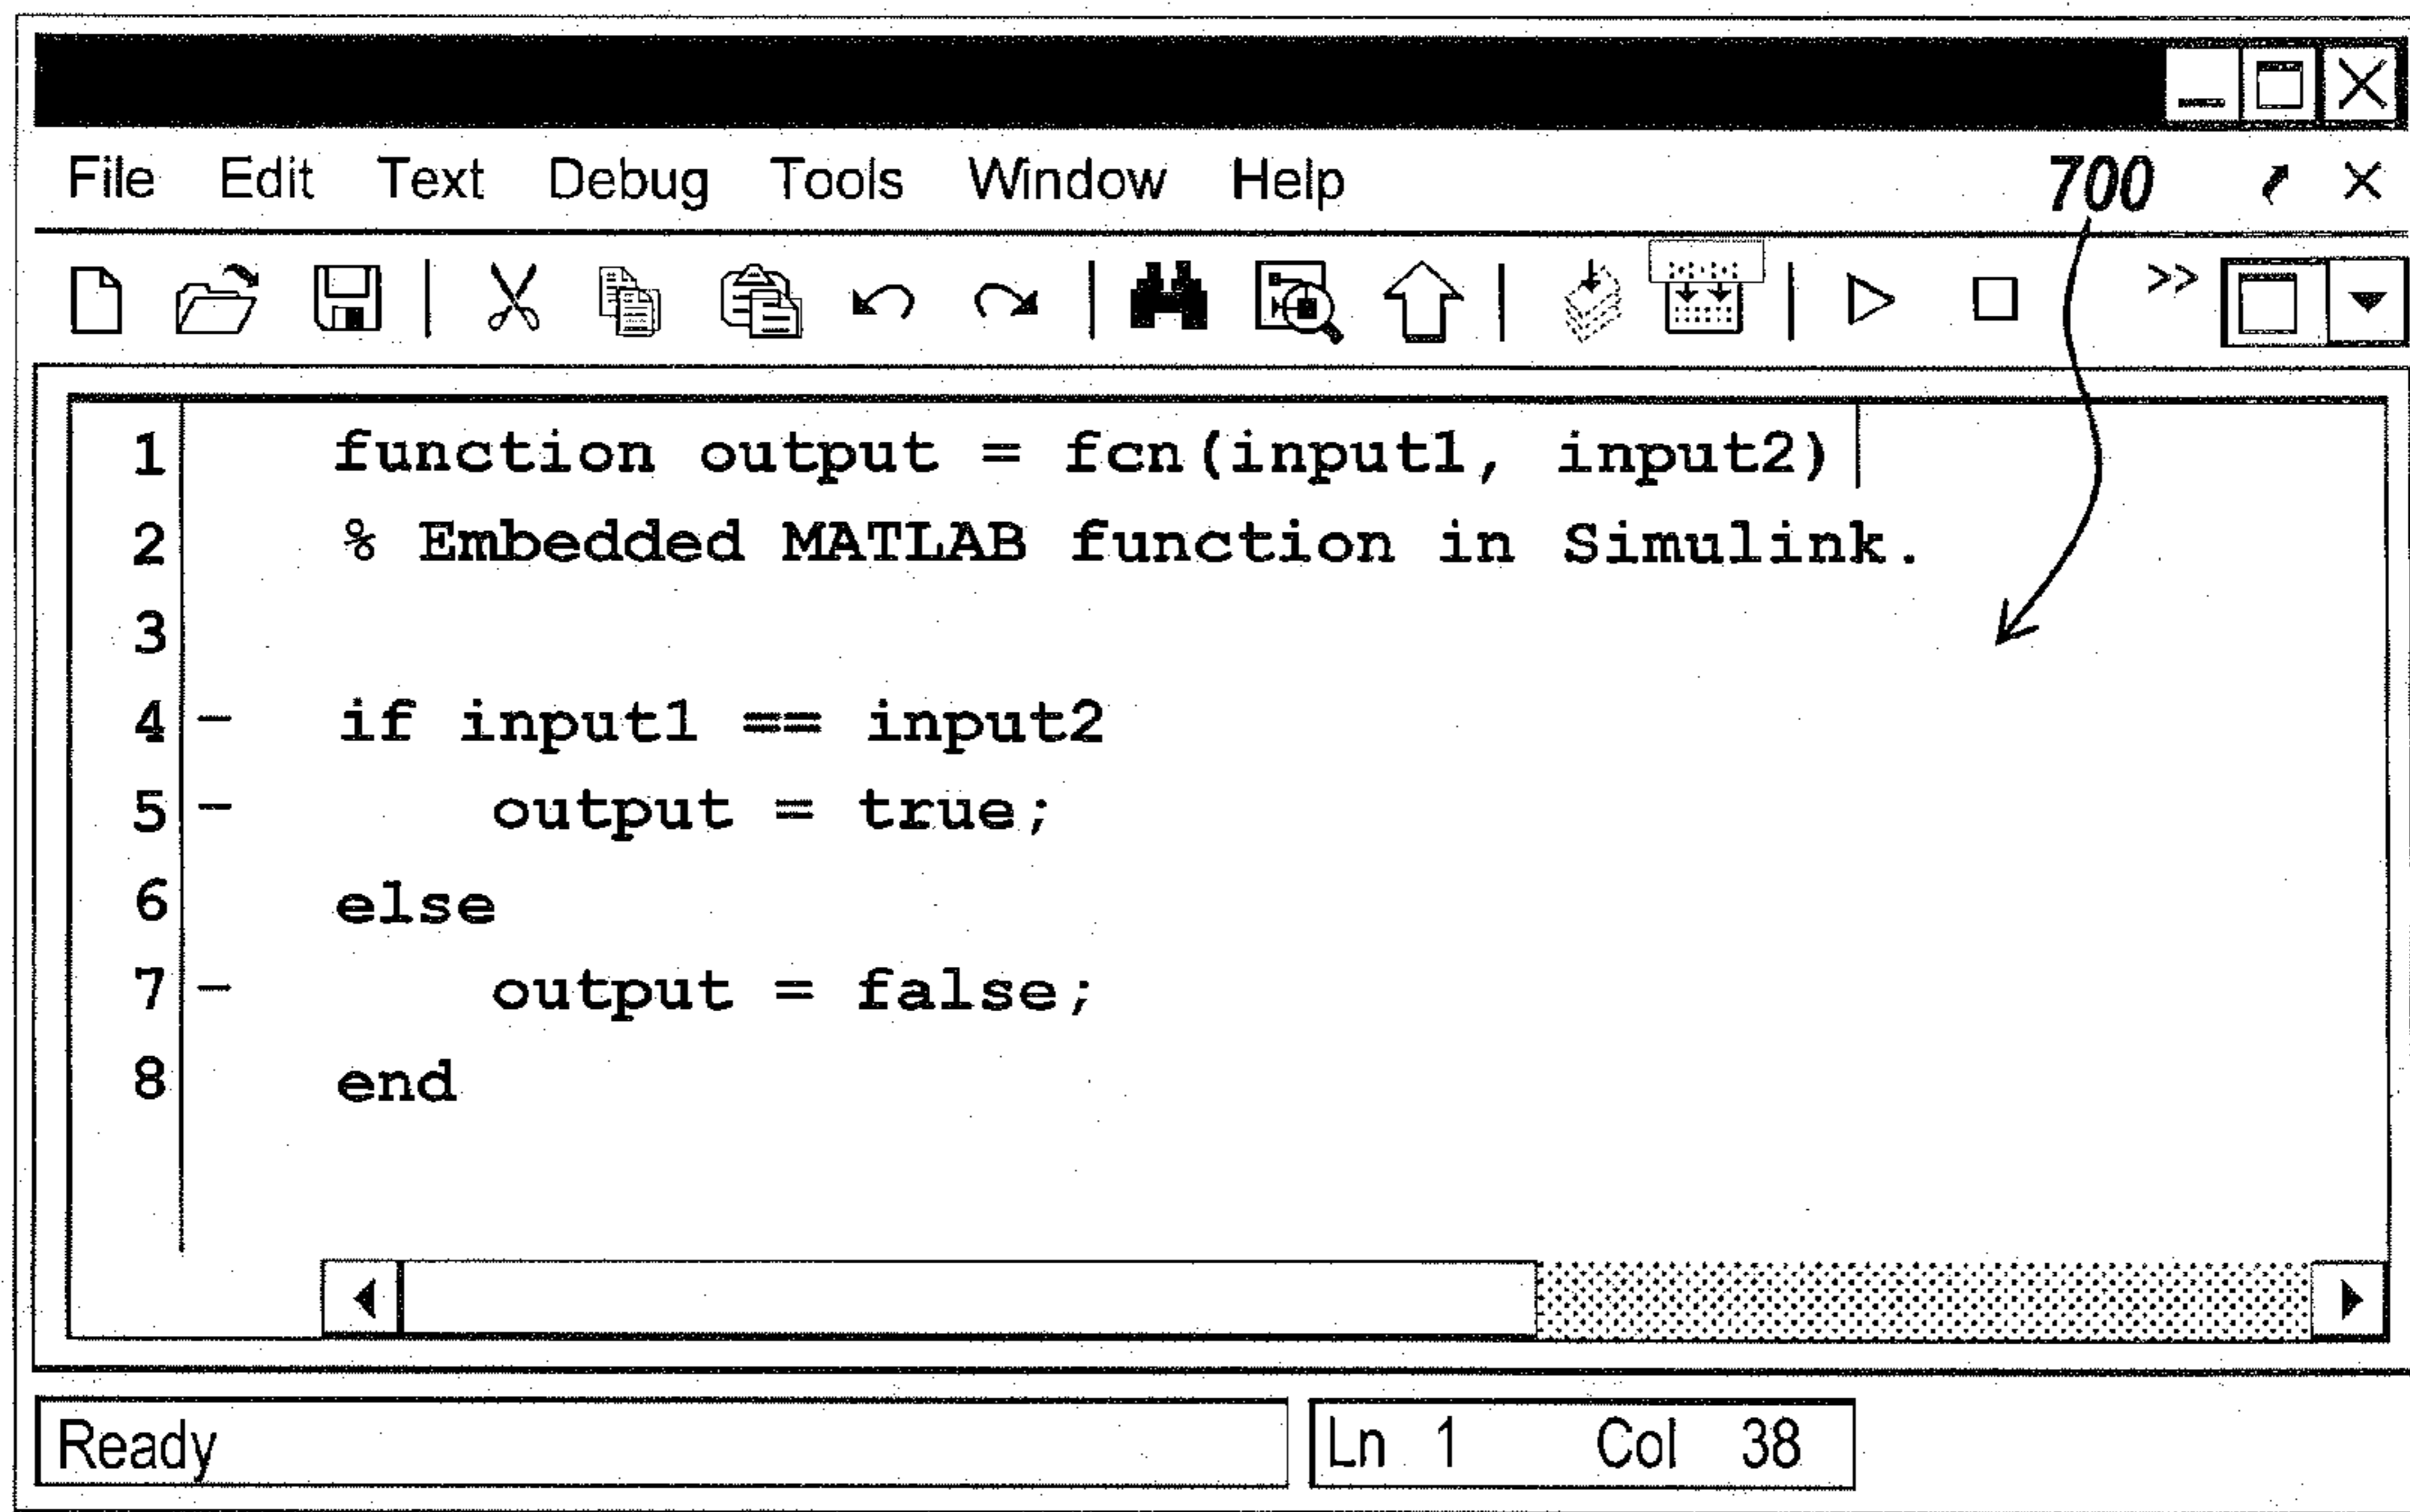 File Edit Text Debug Tools Window Help 700
>>
1 function output = fcn(input1, input2)
2 % Embedded MATLAB function in Simulink.
3
4 – if input1 == input2
5 – output = true;
6 else
7 – output = false;
8 end
Ready Ln 1 Col 38